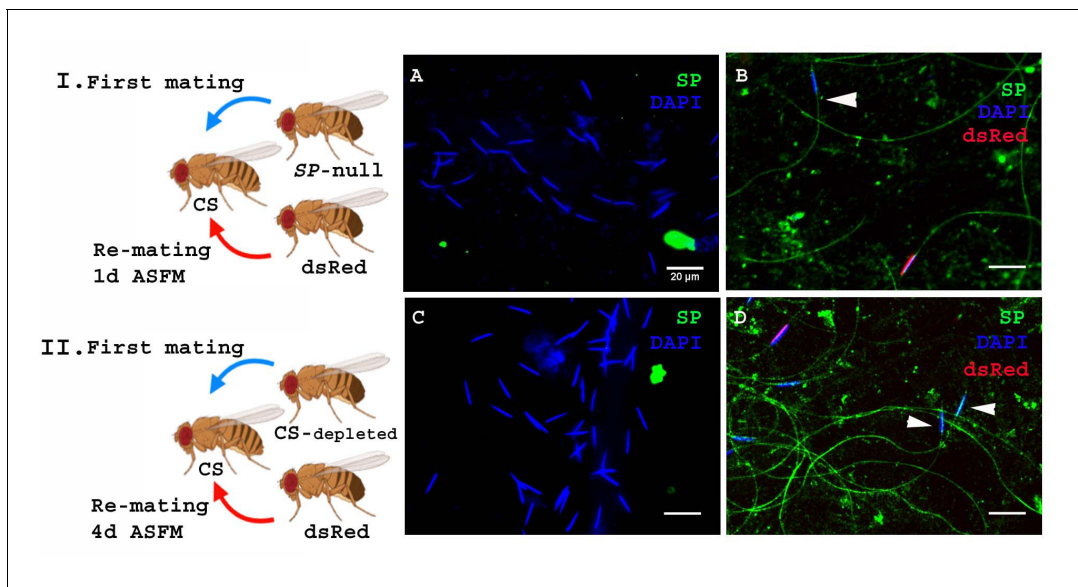 I. First mating
SP-null
CS
Re-mating
1d ASFM
dsRed
A
SP
DAPI
20 µm
B
SP
DAPI
dsRed
II. First mating
CS-depleted
CS
Re-mating
4d ASFM
dsRed
C
SP
DAPI
D
SP
DAPI
dsRed